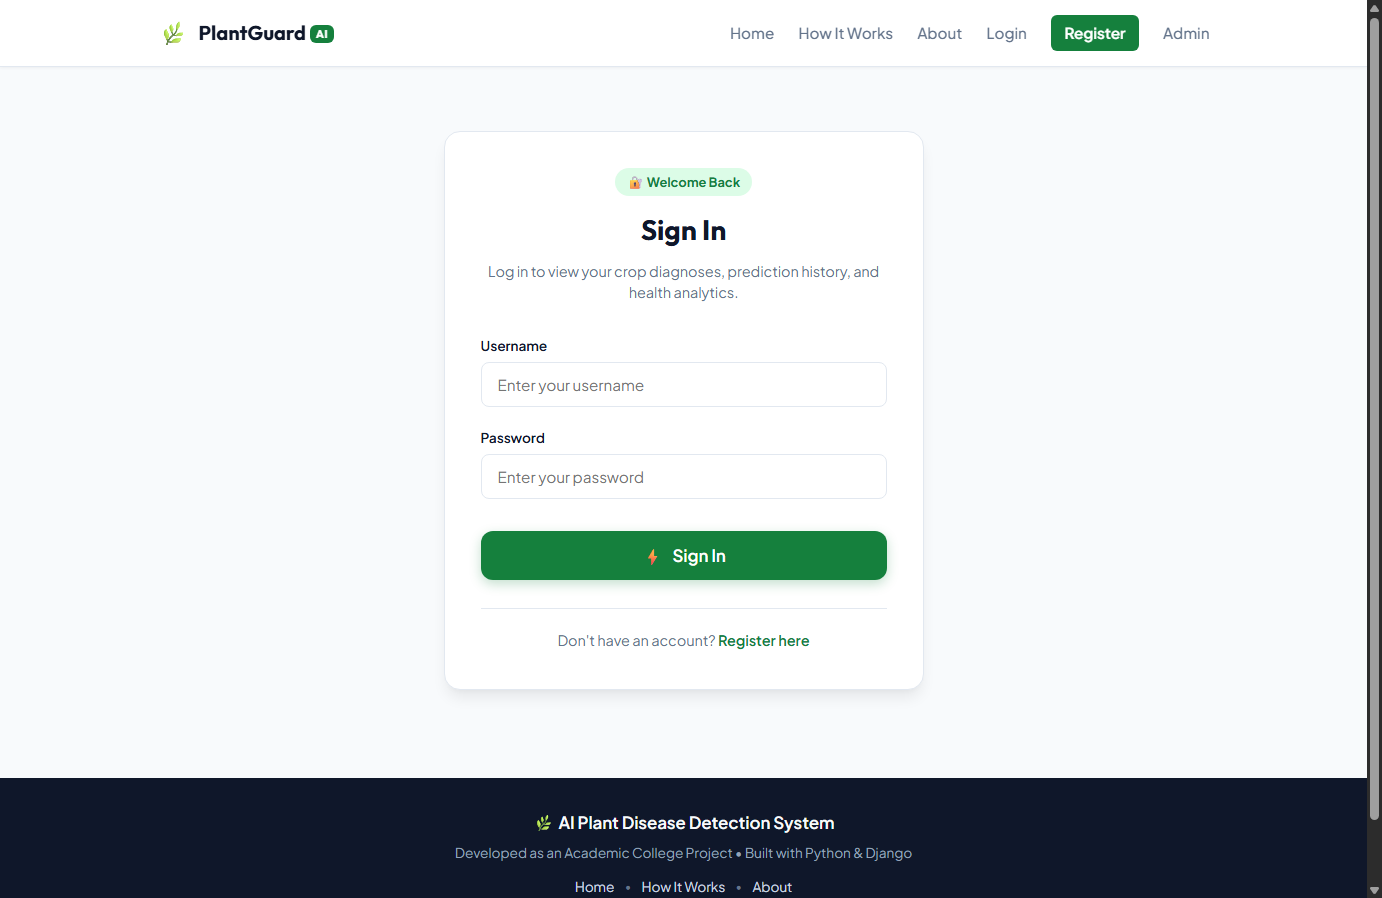 PlantGuard AI
Home How It Works About Login Register Admin
Welcome Back
Sign In
Log in to view your crop diagnoses, prediction history, and
health analytics.
Username
Enter your username
Password
Enter your password
Sign In
Don't have an account? Register here
AI Plant Disease Detection System
Developed as an Academic College Project • Built with Python & Django
Home • How It Works • About